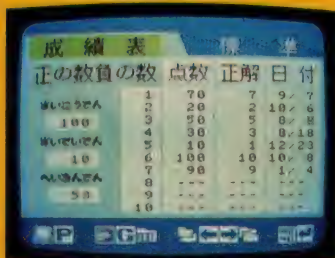 成績表 標準
正の数負の数 点数 正解 日付
1 70 7 9/7
さいこうてん 2 20 2 10/6
100 3 50 5 8/8
4 30 3 8/18
さいていてん 5 10 1 12/23
10 6 100 10 10/8
7 90 9 1/4
へいきんてん 8 --- --- ---
50 9 --- --- ---
10 --- --- ---
P